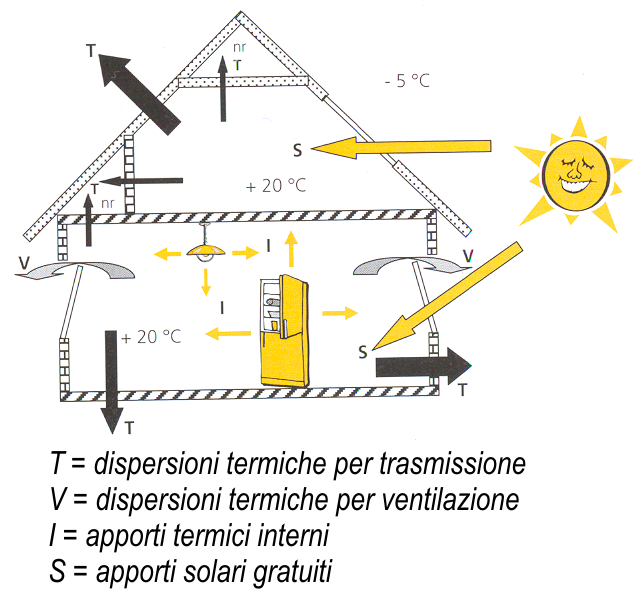 nr
T
T
- 5 °C
S
T
+ 20 °C
nr
I
V
V
I
+ 20 °C
S
T
T
T = dispersioni termiche per trasmissione
V = dispersioni termiche per ventilazione
I = apporti termici interni
S = apporti solari gratuiti